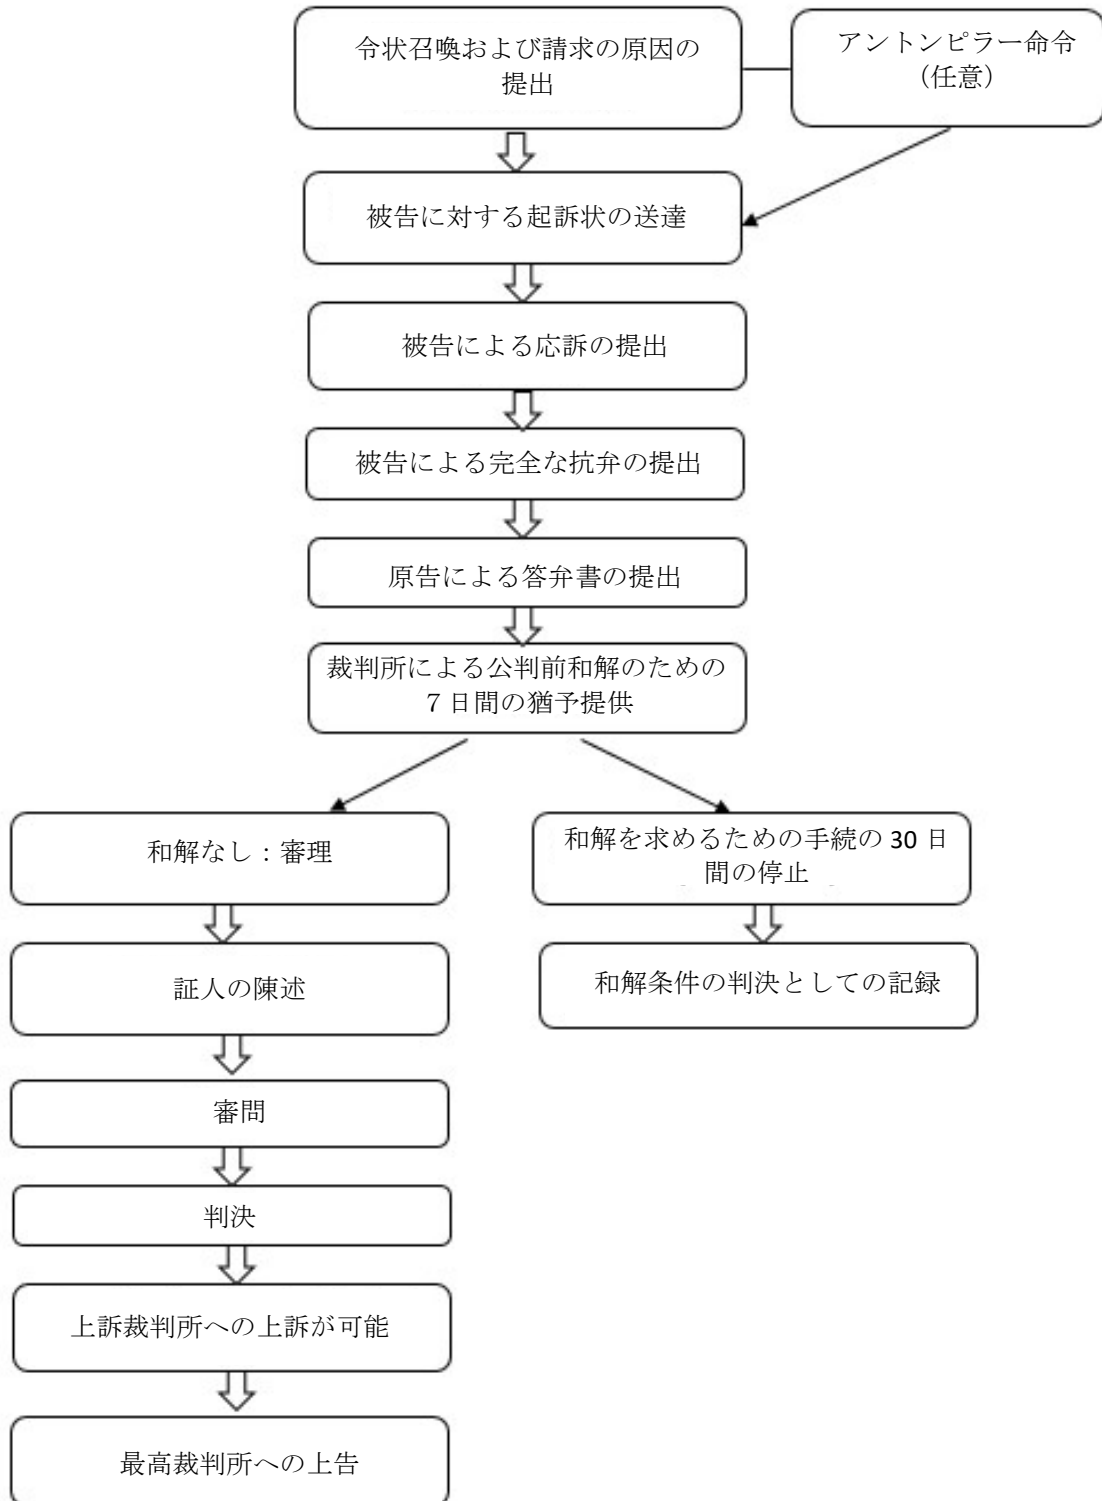 令状召喚および請求の原因の
提出
アントンピラー命令
（任意）
被告に対する起訴状の送達
被告による応訴の提出
被告による完全な抗弁の提出
原告による答弁書の提出
裁判所による公判前和解のための
７日間の猶予提供
和解なし：審理
和解を求めるための手続の 30 日
間の停止
証人の陳述
和解条件の判決としての記録
審問
判決
上訴裁判所への上訴が可能
最高裁判所への上告